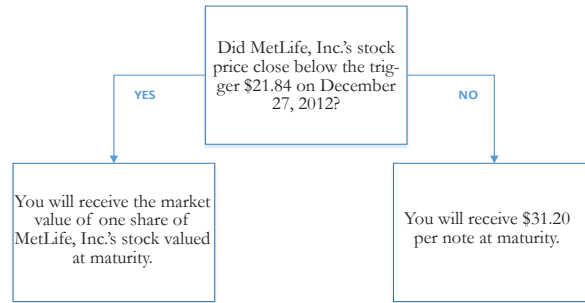 Did MetLife, Inc.'s stock
price close below the trig-
ger $21.84 on December
27, 2012?
YES
NO
You will receive the market
value of one share of
MetLife, Inc.'s stock valued
at maturity.
You will receive $31.20
per note at maturity.